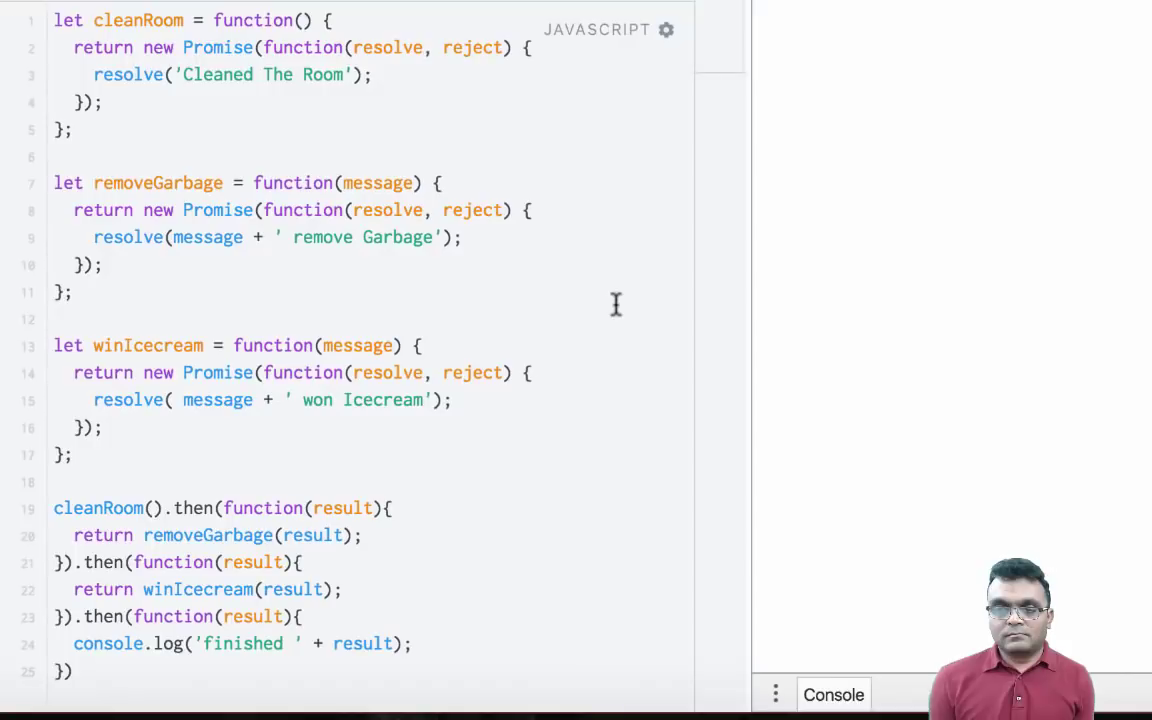 JAVASCRIPT
1 let cleanRoom = function() {
2 return new Promise(function(resolve, reject) {
3 resolve('Cleaned The Room');
4 });
5 };
6
7 let removeGarbage = function(message) {
8 return new Promise(function(resolve, reject) {
9 resolve(message + ' remove Garbage');
10 });
11 };
12
13 let winIcecream = function(message) {
14 return new Promise(function(resolve, reject) {
15 resolve( message + ' won Icecream');
16 });
17 };
18
19 cleanRoom().then(function(result){
20 return removeGarbage(result);
21 }).then(function(result){
22 return winIcecream(result);
23 }).then(function(result){
24 console.log('finished ' + result);
25 })
Console